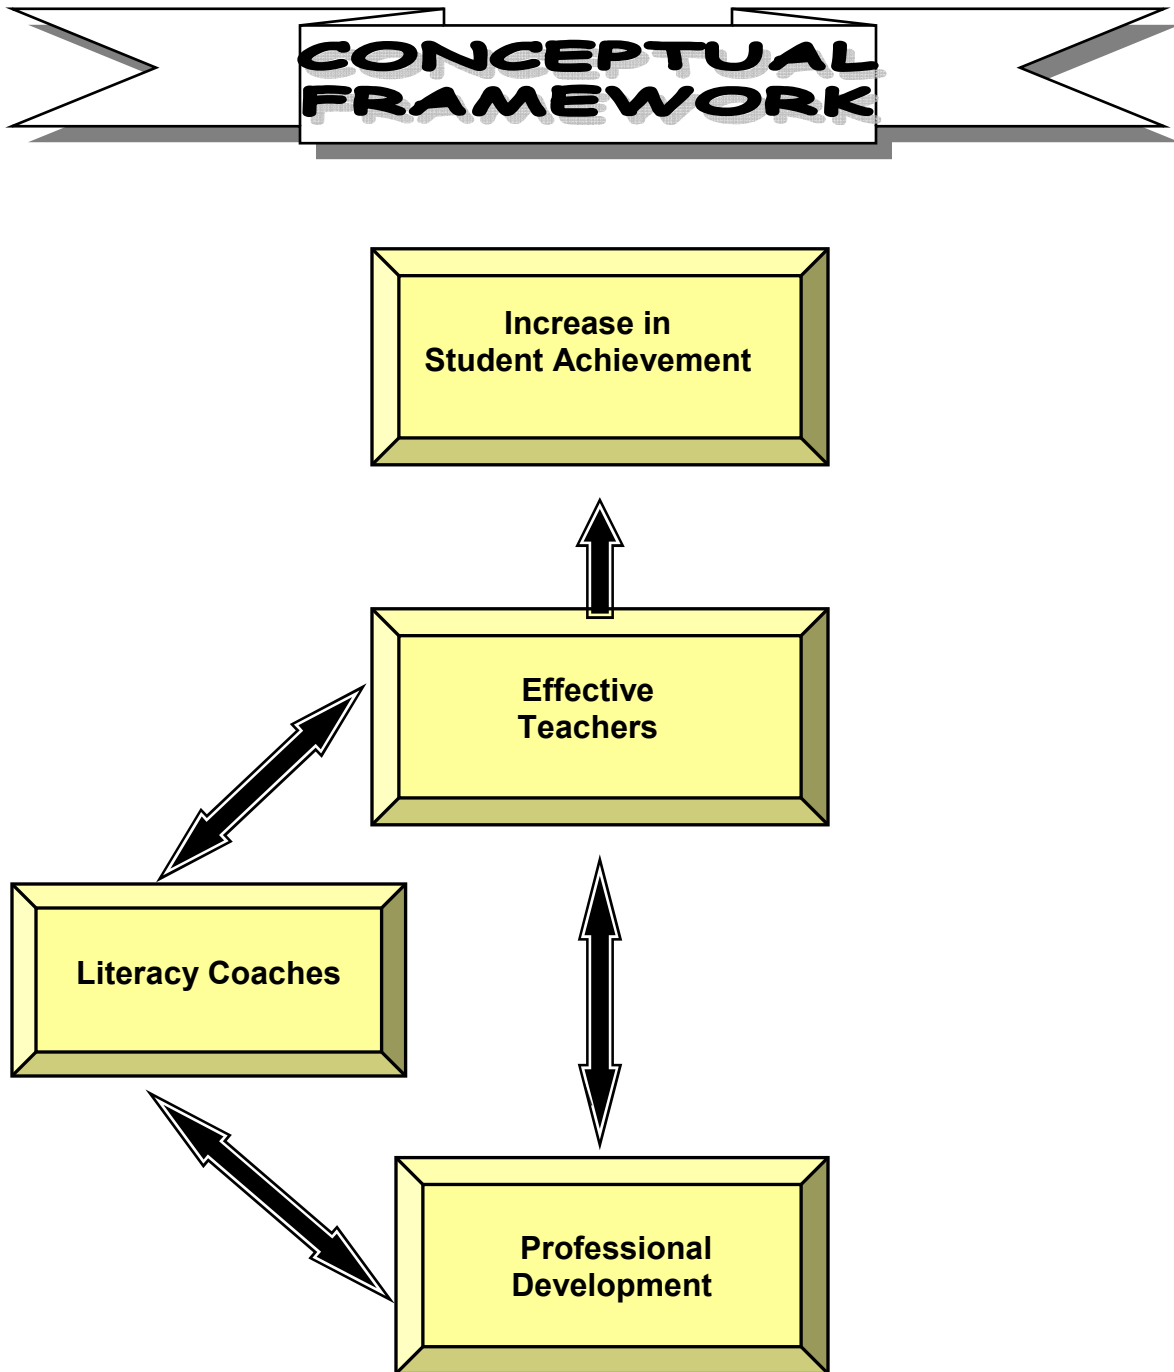 CONCEPTUAL
FRAMEWORK
Increase in
Student Achievement
Effective
Teachers
Literacy Coaches
Professional
Development